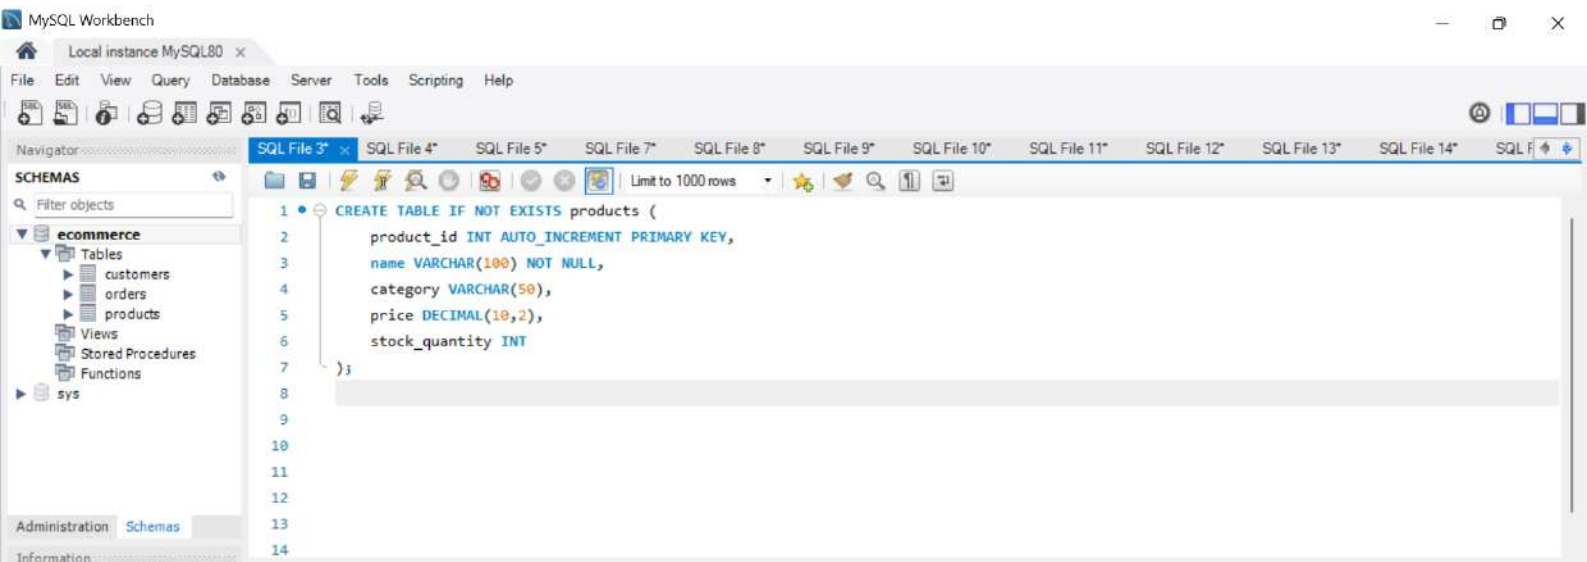 MySQL Workbench
Local instance MySQL80 ×
File Edit View Query Database Server Tools Scripting Help
Navigator
SQL File 3* × SQL File 4* SQL File 5* SQL File 7* SQL File 8* SQL File 9* SQL File 10* SQL File 11* SQL File 12* SQL File 13* SQL File 14* SQL F
SCHEMAS
Limit to 1000 rows
Filter objects
ecommerce
Tables
customers
orders
products
Views
Stored Procedures
Functions
sys
1 CREATE TABLE IF NOT EXISTS products (
2 product_id INT AUTO_INCREMENT PRIMARY KEY,
3 name VARCHAR(100) NOT NULL,
4 category VARCHAR(50),
5 price DECIMAL(10,2),
6 stock_quantity INT
7 );
8
9
10
11
12
13
14
Administration Schemas
Information